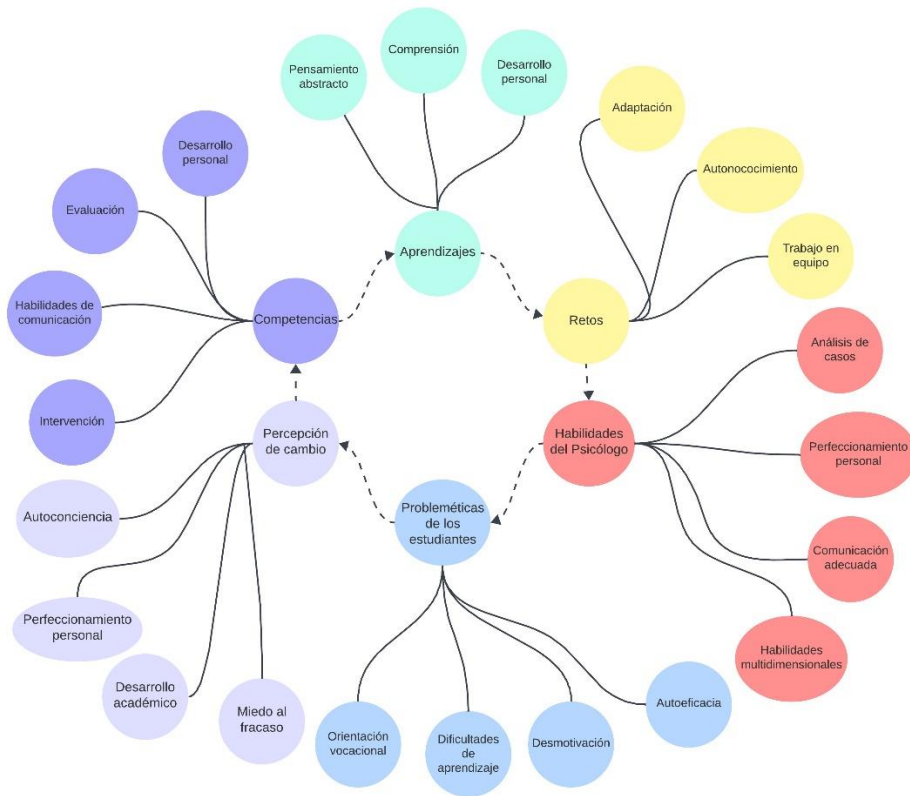 Pensamiento
abstracto
Comprensión
Desarrollo
personal
Aprendizajes
Adaptación
Autonococimiento
Trabajo en
equipo
Retos
Análisis de
casos
Perfeccionamiento
personal
Comunicación
adecuada
Habilidades
multidimensionales
Habilidades
del Psicólogo
Probleméticas
de los
estudiantes
Autoeficacia
Desmotivación
Dificultades
de
aprendizaje
Orientación
vocacional
Percepción
de cambio
Miedo al
fracaso
Desarrollo
académico
Perfeccionamiento
personal
Autoconciencia
Competencias
Intervención
Habilidades de
comunicación
Evaluación
Desarrollo
personal